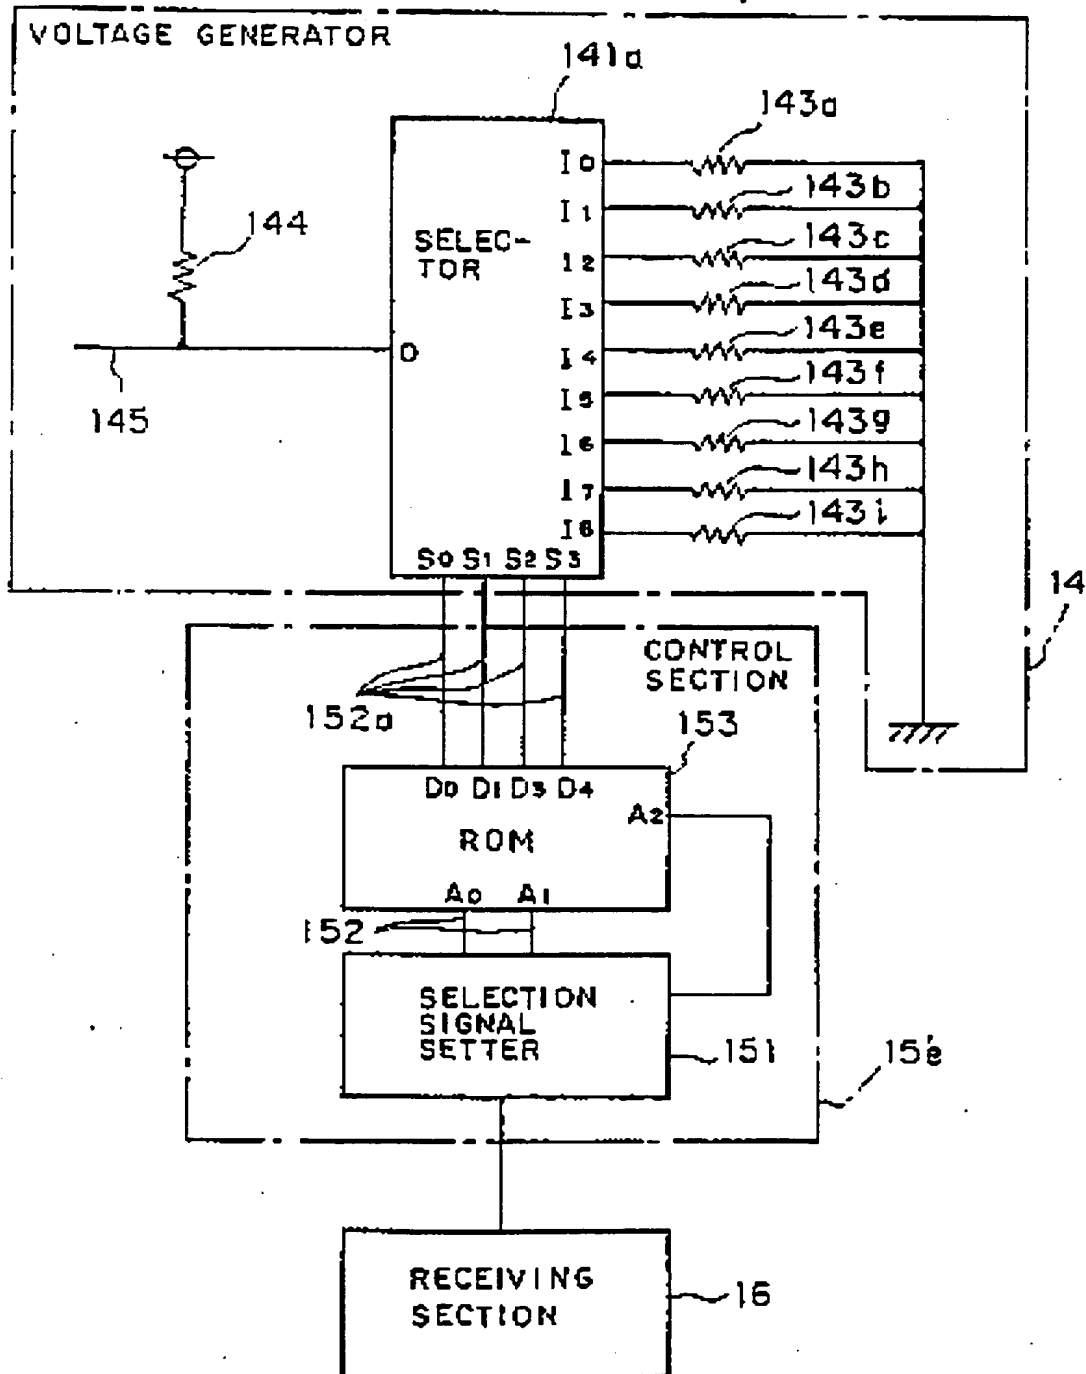 VOLTAGE GENERATOR
141a
143a
I0
143b
I1
144
SELEC-
TOR
143c
I2
143d
I3
143e
O
I4
143f
I5
145
143g
I6
143h
I7
143i
I8
S0 S1 S2 S3
14
CONTROL
SECTION
152a
153
D0 D1 D3 D4
A2
ROM
A0 A1
152
SELECTION
SIGNAL
SETTER
151
15'e
RECEIVING
SECTION
16